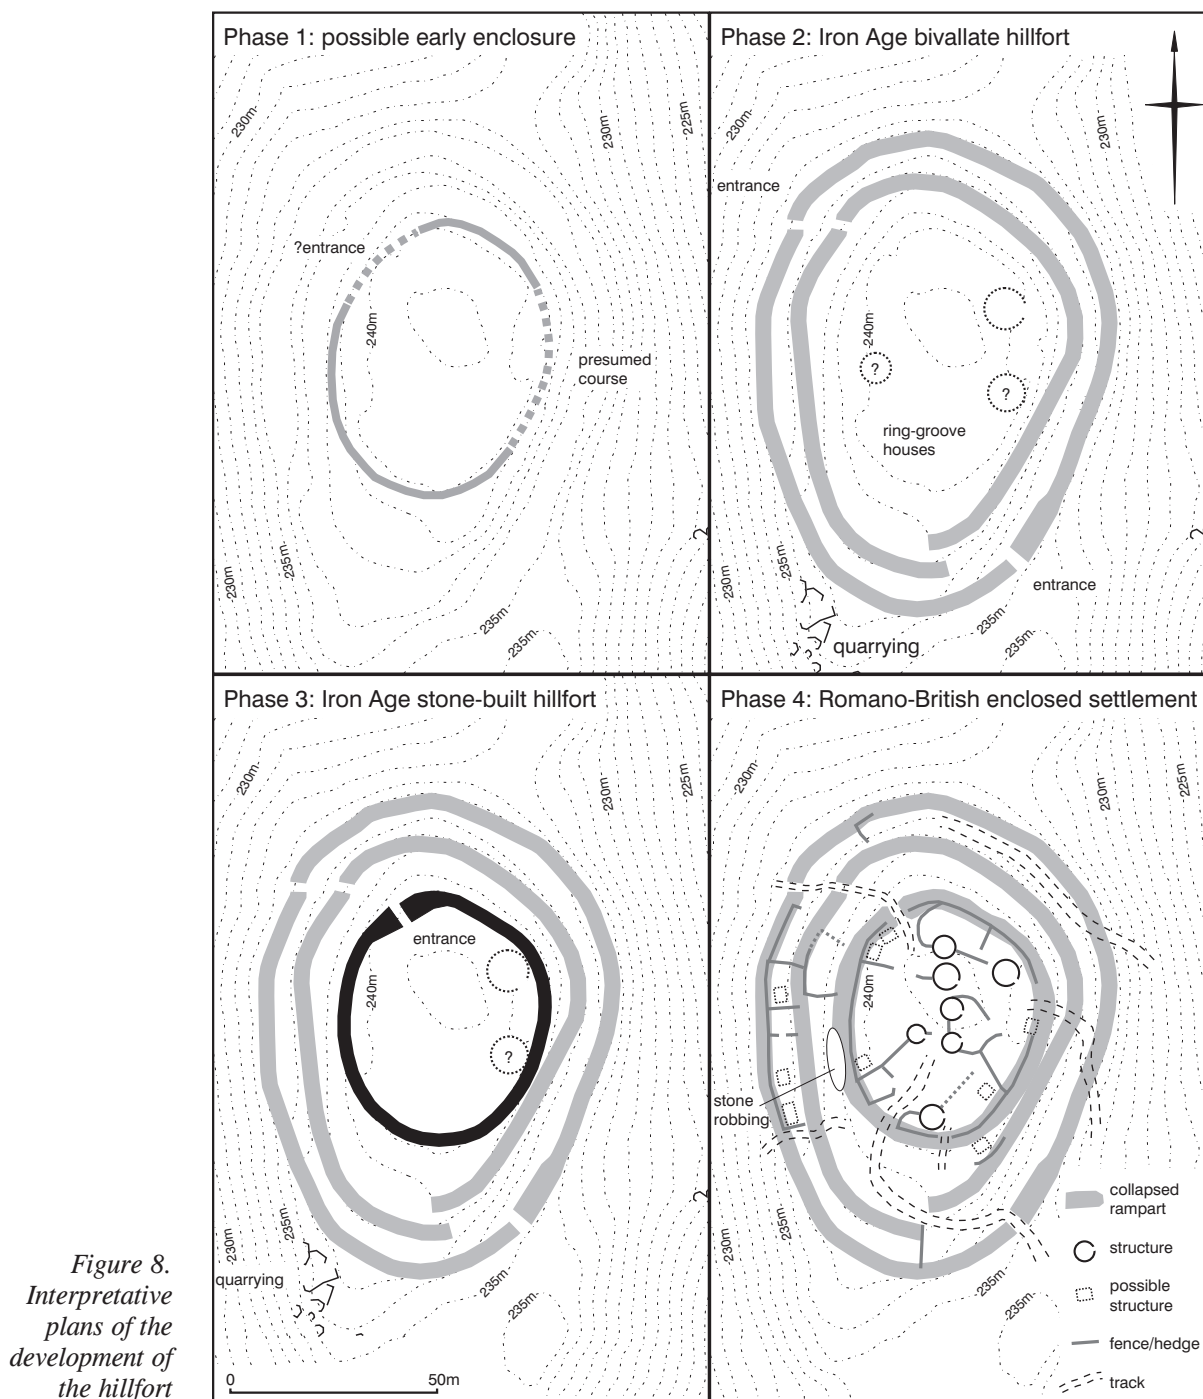 Phase 1: possible early enclosure
230m
230m
225m
?entrance
240m
presumed
course
230m
235m
235m
235m
Phase 2: Iron Age bivallate hillfort
230m
230m
entrance
240m
?
?
ring-groove
houses
230m
235m
entrance
235m
235m
quarrying
Phase 3: Iron Age stone-built hillfort
230m
230m
225m
entrance
240m
?
230m
235m
quarrying
235m
0
50m
Phase 4: Romano-British enclosed settlement
230m
230m
225m
240m
stone
robbing
230m
235m
235m
collapsed
rampart
structure
possible
structure
fence/hedge
track
Figure 8.
Interpretative
plans of the
development of
the hillfort